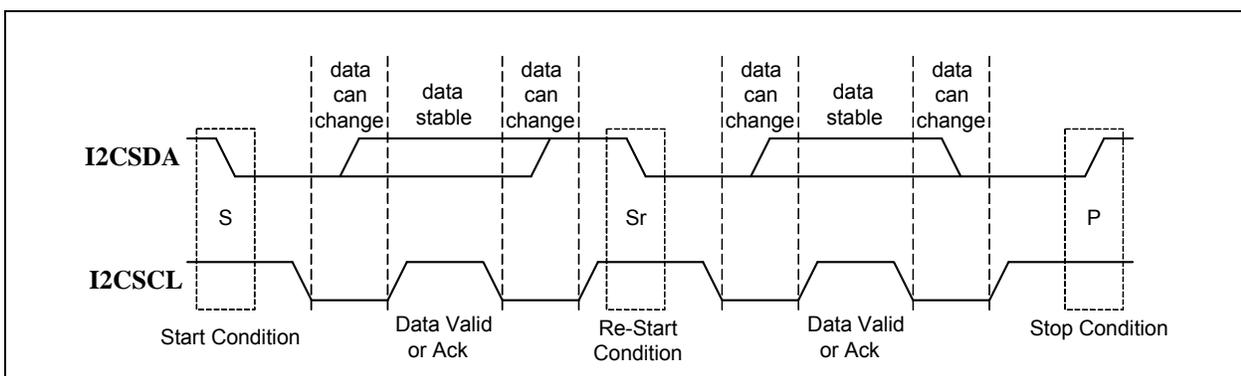 data
can
change
data
stable
data
can
change
data
can
change
data
stable
data
can
change
I2CSDA
S
Sr
P
I2CSCL
Start Condition
Data Valid
or Ack
Re-Start
Condition
Data Valid
or Ack
Stop Condition